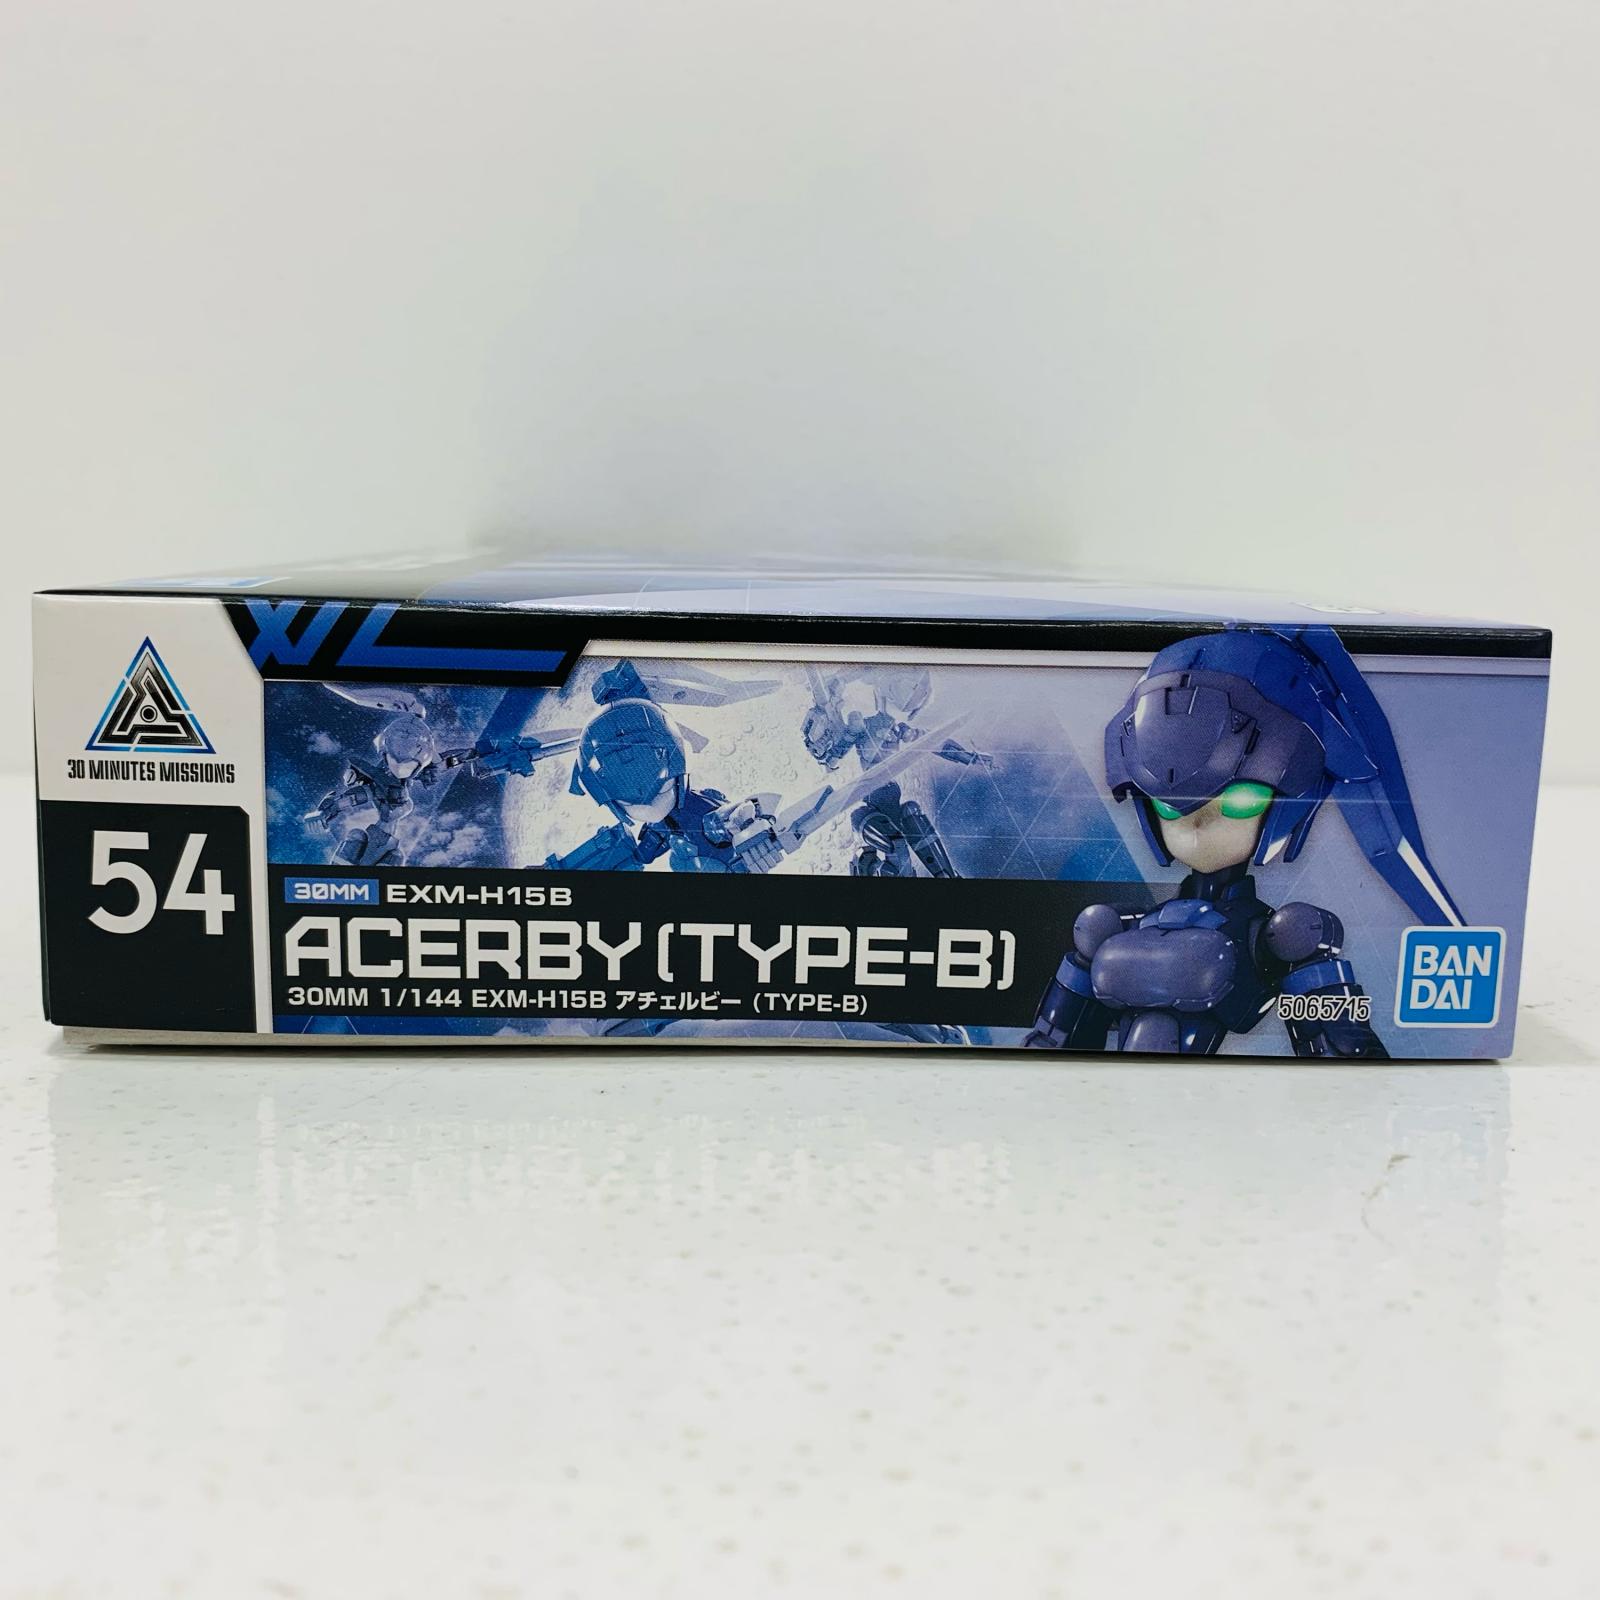 30 MINUTES MISSIONS
54
30MM EXM-H15B
ACERBY (TYPE-B)
30MM 1/144 EXM-H15B アチェルビー (TYPE-B)
5065715
BAN
DAI